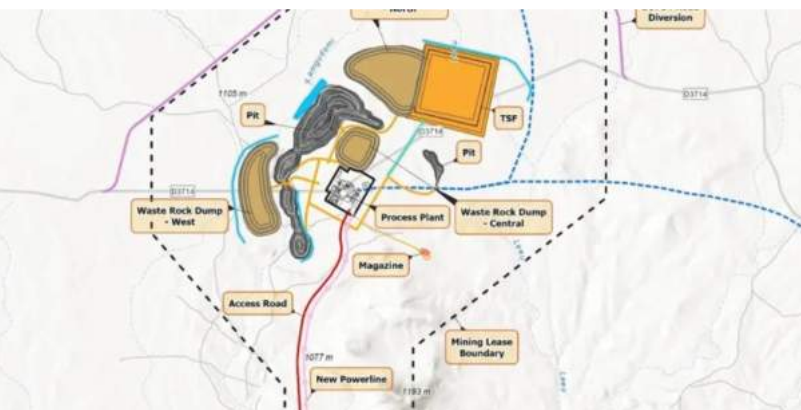 North
Diversion
1105 m
D3714
Pit
TSF
D3714
Pit
D3714
Waste Rock Dump
- West
Process Plant
Waste Rock Dump
- Central
Magazine
Access Road
Mining Lease
Boundary
1077 m
New Powerline
1193 m